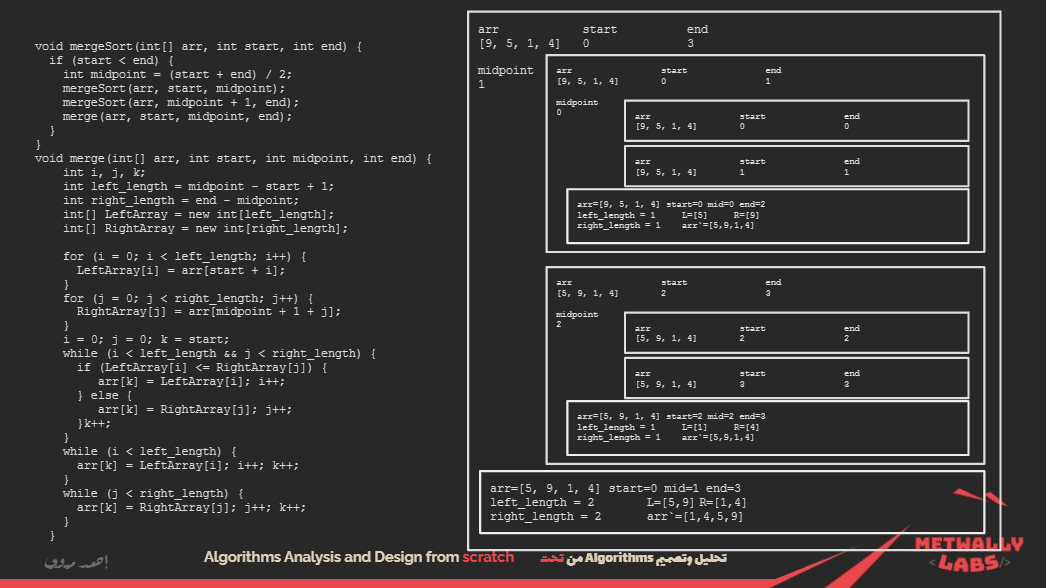 void mergeSort(int[] arr, int start, int end) {
if (start < end) {
int midpoint = (start + end) / 2;
mergeSort(arr, start, midpoint);
mergeSort(arr, midpoint + 1, end);
merge(arr, start, midpoint, end);
}
}
void merge(int[] arr, int start, int midpoint, int end) {
int i, j, k;
int left_length = midpoint - start + 1;
int right_length = end - midpoint;
int[] LeftArray = new int[left_length];
int[] RightArray = new int[right_length];
for (i = 0; i < left_length; i++) {
LeftArray[i] = arr[start + i];
}
for (j = 0; j < right_length; j++) {
RightArray[j] = arr[midpoint + 1 + j];
}
i = 0; j = 0; k = start;
while (i < left_length && j < right_length) {
if (LeftArray[i] <= RightArray[j]) {
arr[k] = LeftArray[i]; i++;
} else {
arr[k] = RightArray[j]; j++;
}k++;
}
while (i < left_length) {
arr[k] = LeftArray[i]; i++; k++;
}
while (j < right_length) {
arr[k] = RightArray[j]; j++; k++;
}
}
arr start end
[9, 5, 1, 4] 0 3
midpoint
1
arr start end
[9, 5, 1, 4] 0 1
midpoint
0
arr start end
[9, 5, 1, 4] 0 0
arr start end
[9, 5, 1, 4] 1 1
arr=[9, 5, 1, 4] start=0 mid=0 end=2
left_length = 1 L=[5] R=[9]
right_length = 1 arr`=[5,9,1,4]
arr start end
[5, 9, 1, 4] 2 3
midpoint
2
arr start end
[5, 9, 1, 4] 2 2
arr start end
[5, 9, 1, 4] 3 3
arr=[5, 9, 1, 4] start=2 mid=2 end=3
left_length = 1 L=[1] R=[4]
right_length = 1 arr`=[5,9,1,4]
arr=[5, 9, 1, 4] start=0 mid=1 end=3
left_length = 2 L=[5,9] R=[1,4]
right_length = 2 arr`=[1,4,5,9]
Algorithms Analysis and Design from scratch
تحليل وتصميم Algorithms من تحت
METWALLY
<LABS/>